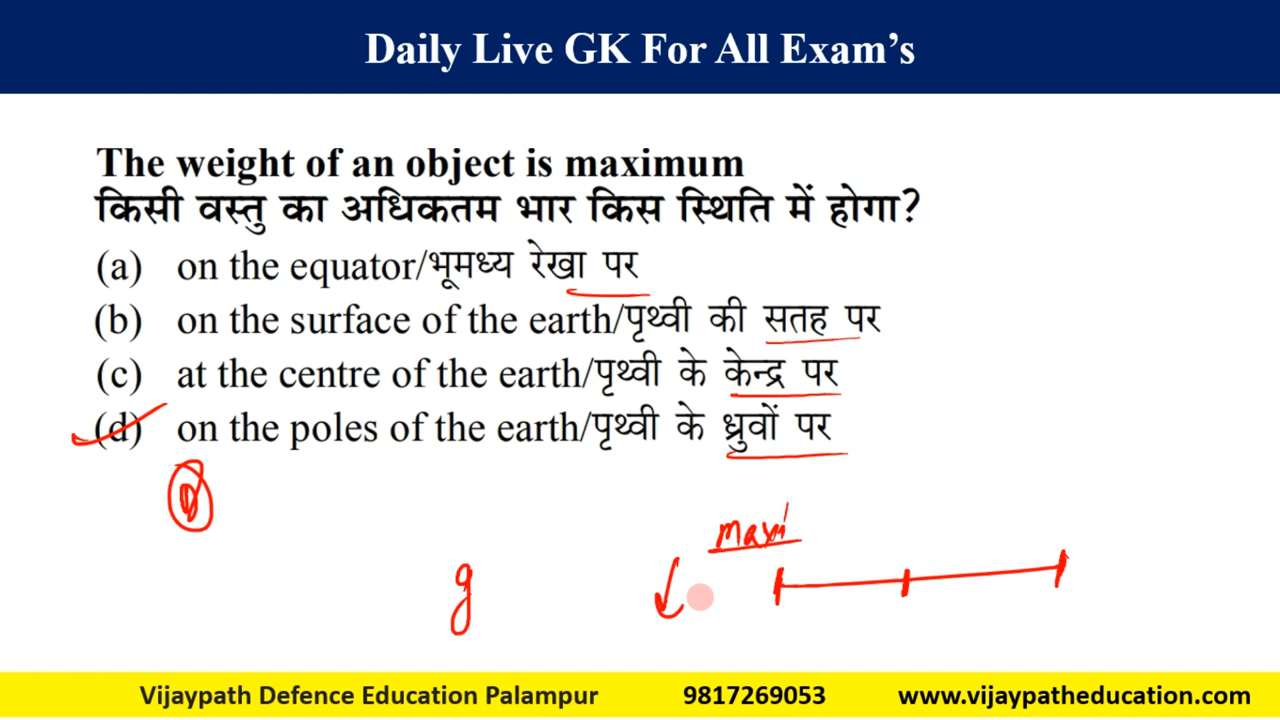 Daily Live GK For All Exam's
The weight of an object is maximum
किसी वस्तु का अधिकतम भार किस स्थिति में होगा?
(a) on the equator/भूमध्य रेखा पर
(b) on the surface of the earth/पृथ्वी की सतह पर
(c) at the centre of the earth/पृथ्वी के केन्द्र पर
(d) on the poles of the earth/पृथ्वी के ध्रुवों पर
maxi
g
Vijaypath Defence Education Palampur 9817269053 www.vijaypatheducation.com